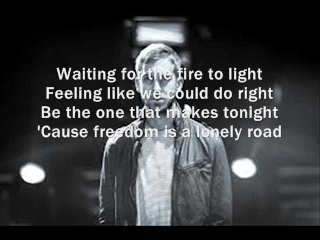 Waiting for the fire to light
Feeling like we could do right
Be the one that makes tonight
'Cause freedom is a lonely road